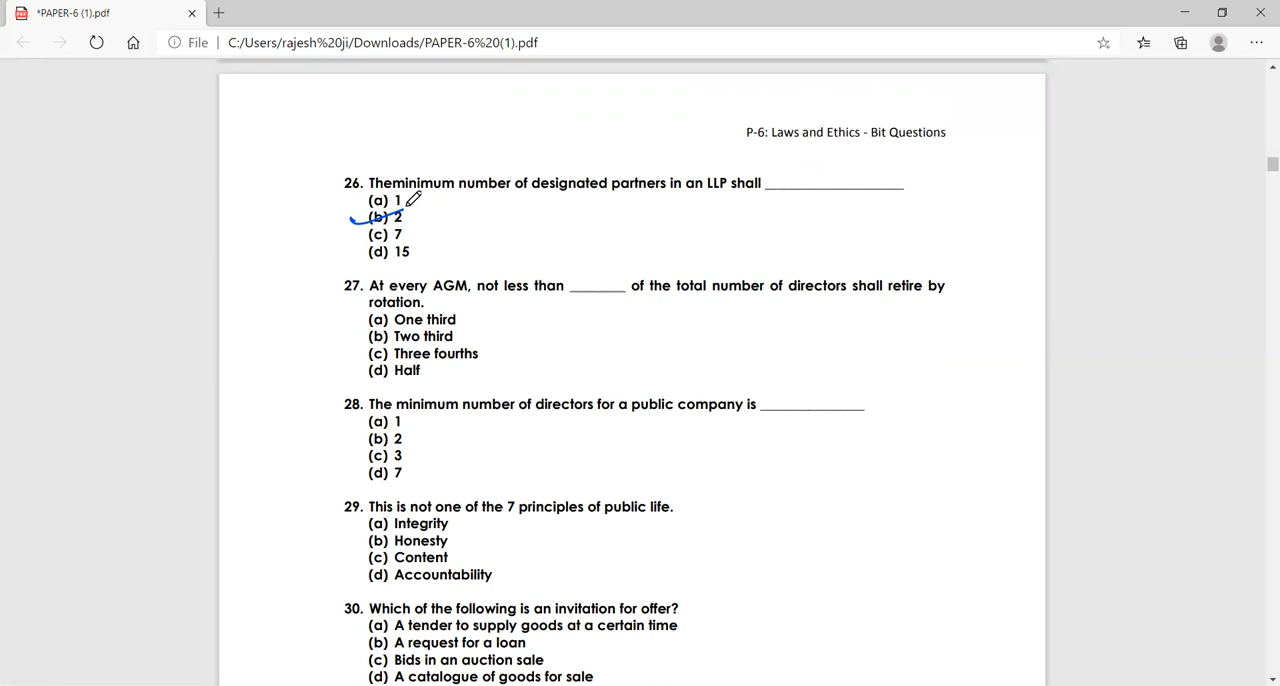 *PAPER-6 (1).pdf
File | C:/Users/rajesh%20ji/Downloads/PAPER-6%20(1).pdf
P-6: Laws and Ethics - Bit Questions
26. Theminimum number of designated partners in an LLP shall ____________________
(a) 1
(b) 2
(c) 7
(d) 15
27. At every AGM, not less than ________ of the total number of directors shall retire by
rotation.
(a) One third
(b) Two third
(c) Three fourths
(d) Half
28. The minimum number of directors for a public company is _______________
(a) 1
(b) 2
(c) 3
(d) 7
29. This is not one of the 7 principles of public life.
(a) Integrity
(b) Honesty
(c) Content
(d) Accountability
30. Which of the following is an invitation for offer?
(a) A tender to supply goods at a certain time
(b) A request for a loan
(c) Bids in an auction sale
(d) A catalogue of goods for sale